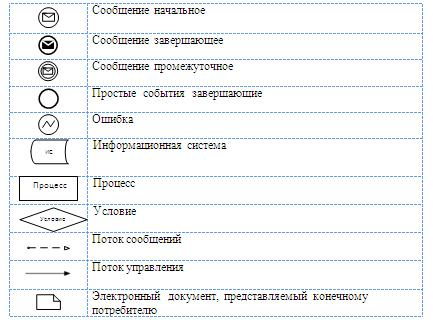 Сообщение начальное
Сообщение завершающее
Сообщение промежуточное
Простые события завершающие
Ошибка
ИС
Информационная система
Процесс
Процесс
Условие
Условие
Поток сообщений
Поток управления
Электронный документ, представляемый конечному
потребителю